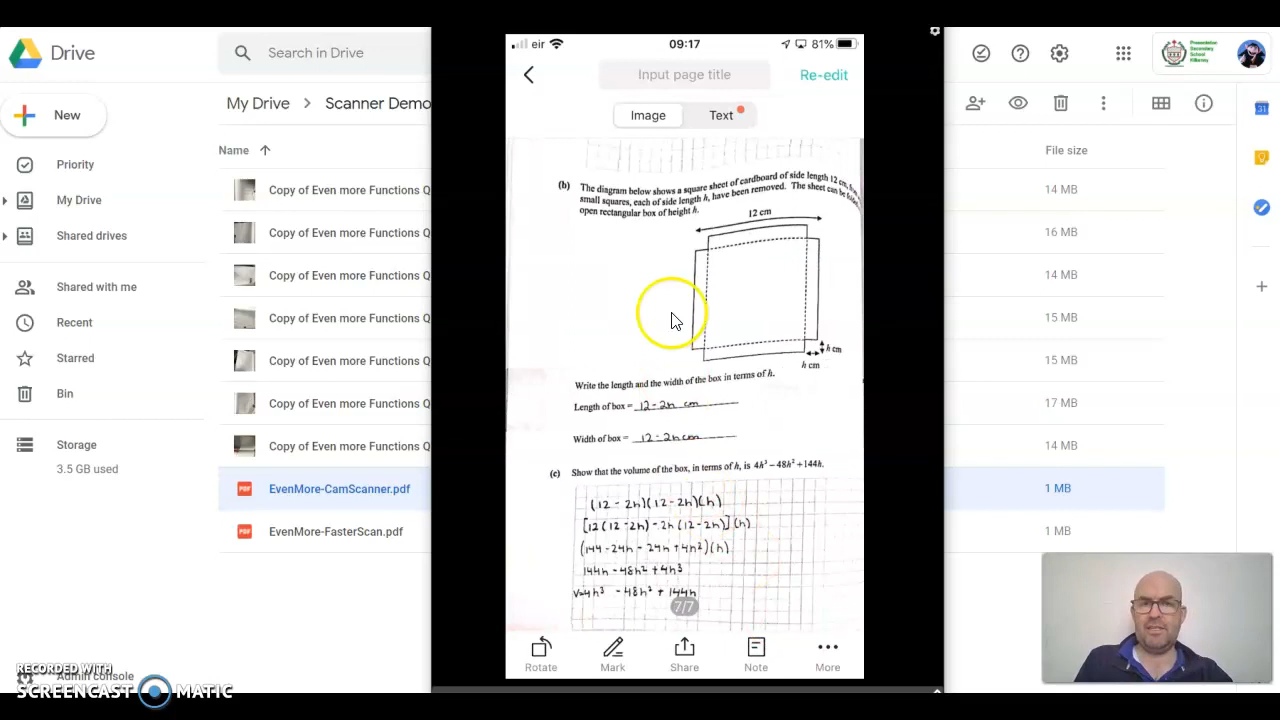 Drive
Search in Drive
New
Priority
My Drive
Shared drives
Shared with me
Recent
Starred
Bin
Storage
3.5 GB used
Admin console
RECORDED WITH
SCREENCAST MATIC
My Drive > Scanner Demo
Name
Copy of Even more Functions Q
Copy of Even more Functions Q
Copy of Even more Functions Q
Copy of Even more Functions Q
Copy of Even more Functions Q
Copy of Even more Functions Q
Copy of Even more Functions Q
PDF EvenMore-CamScanner.pdf
PDF EvenMore-FasterScan.pdf
eir
09:17
81%
Input page title
Re-edit
Image
Text
(b) The diagram below shows a square sheet of cardboard of side length 12 cm, from
small squares, each of side length h, have been removed. The sheet can be
open rectangular box of height h.
12 cm
h cm
h cm
Write the length and the width of the box in terms of h.
Length of box = 12-2h cm
Width of box = 12-2h cm
(c) Show that the volume of the box, in terms of h, is 4h³ − 48h² + 144h.
(12 - 2h)(12 - 2h)(h)
[12(12-2h) - 2h(12-2h)](h)
(144 - 24h - 24h + 4h²)(h)
144h - 48h² + 4h³
V=4h³ - 48h² + 144h
7/7
Rotate
Mark
Share
Note
More
Presentation
Secondary
School
Killarney
31
File size
14 MB
16 MB
14 MB
15 MB
15 MB
17 MB
14 MB
1 MB
1 MB